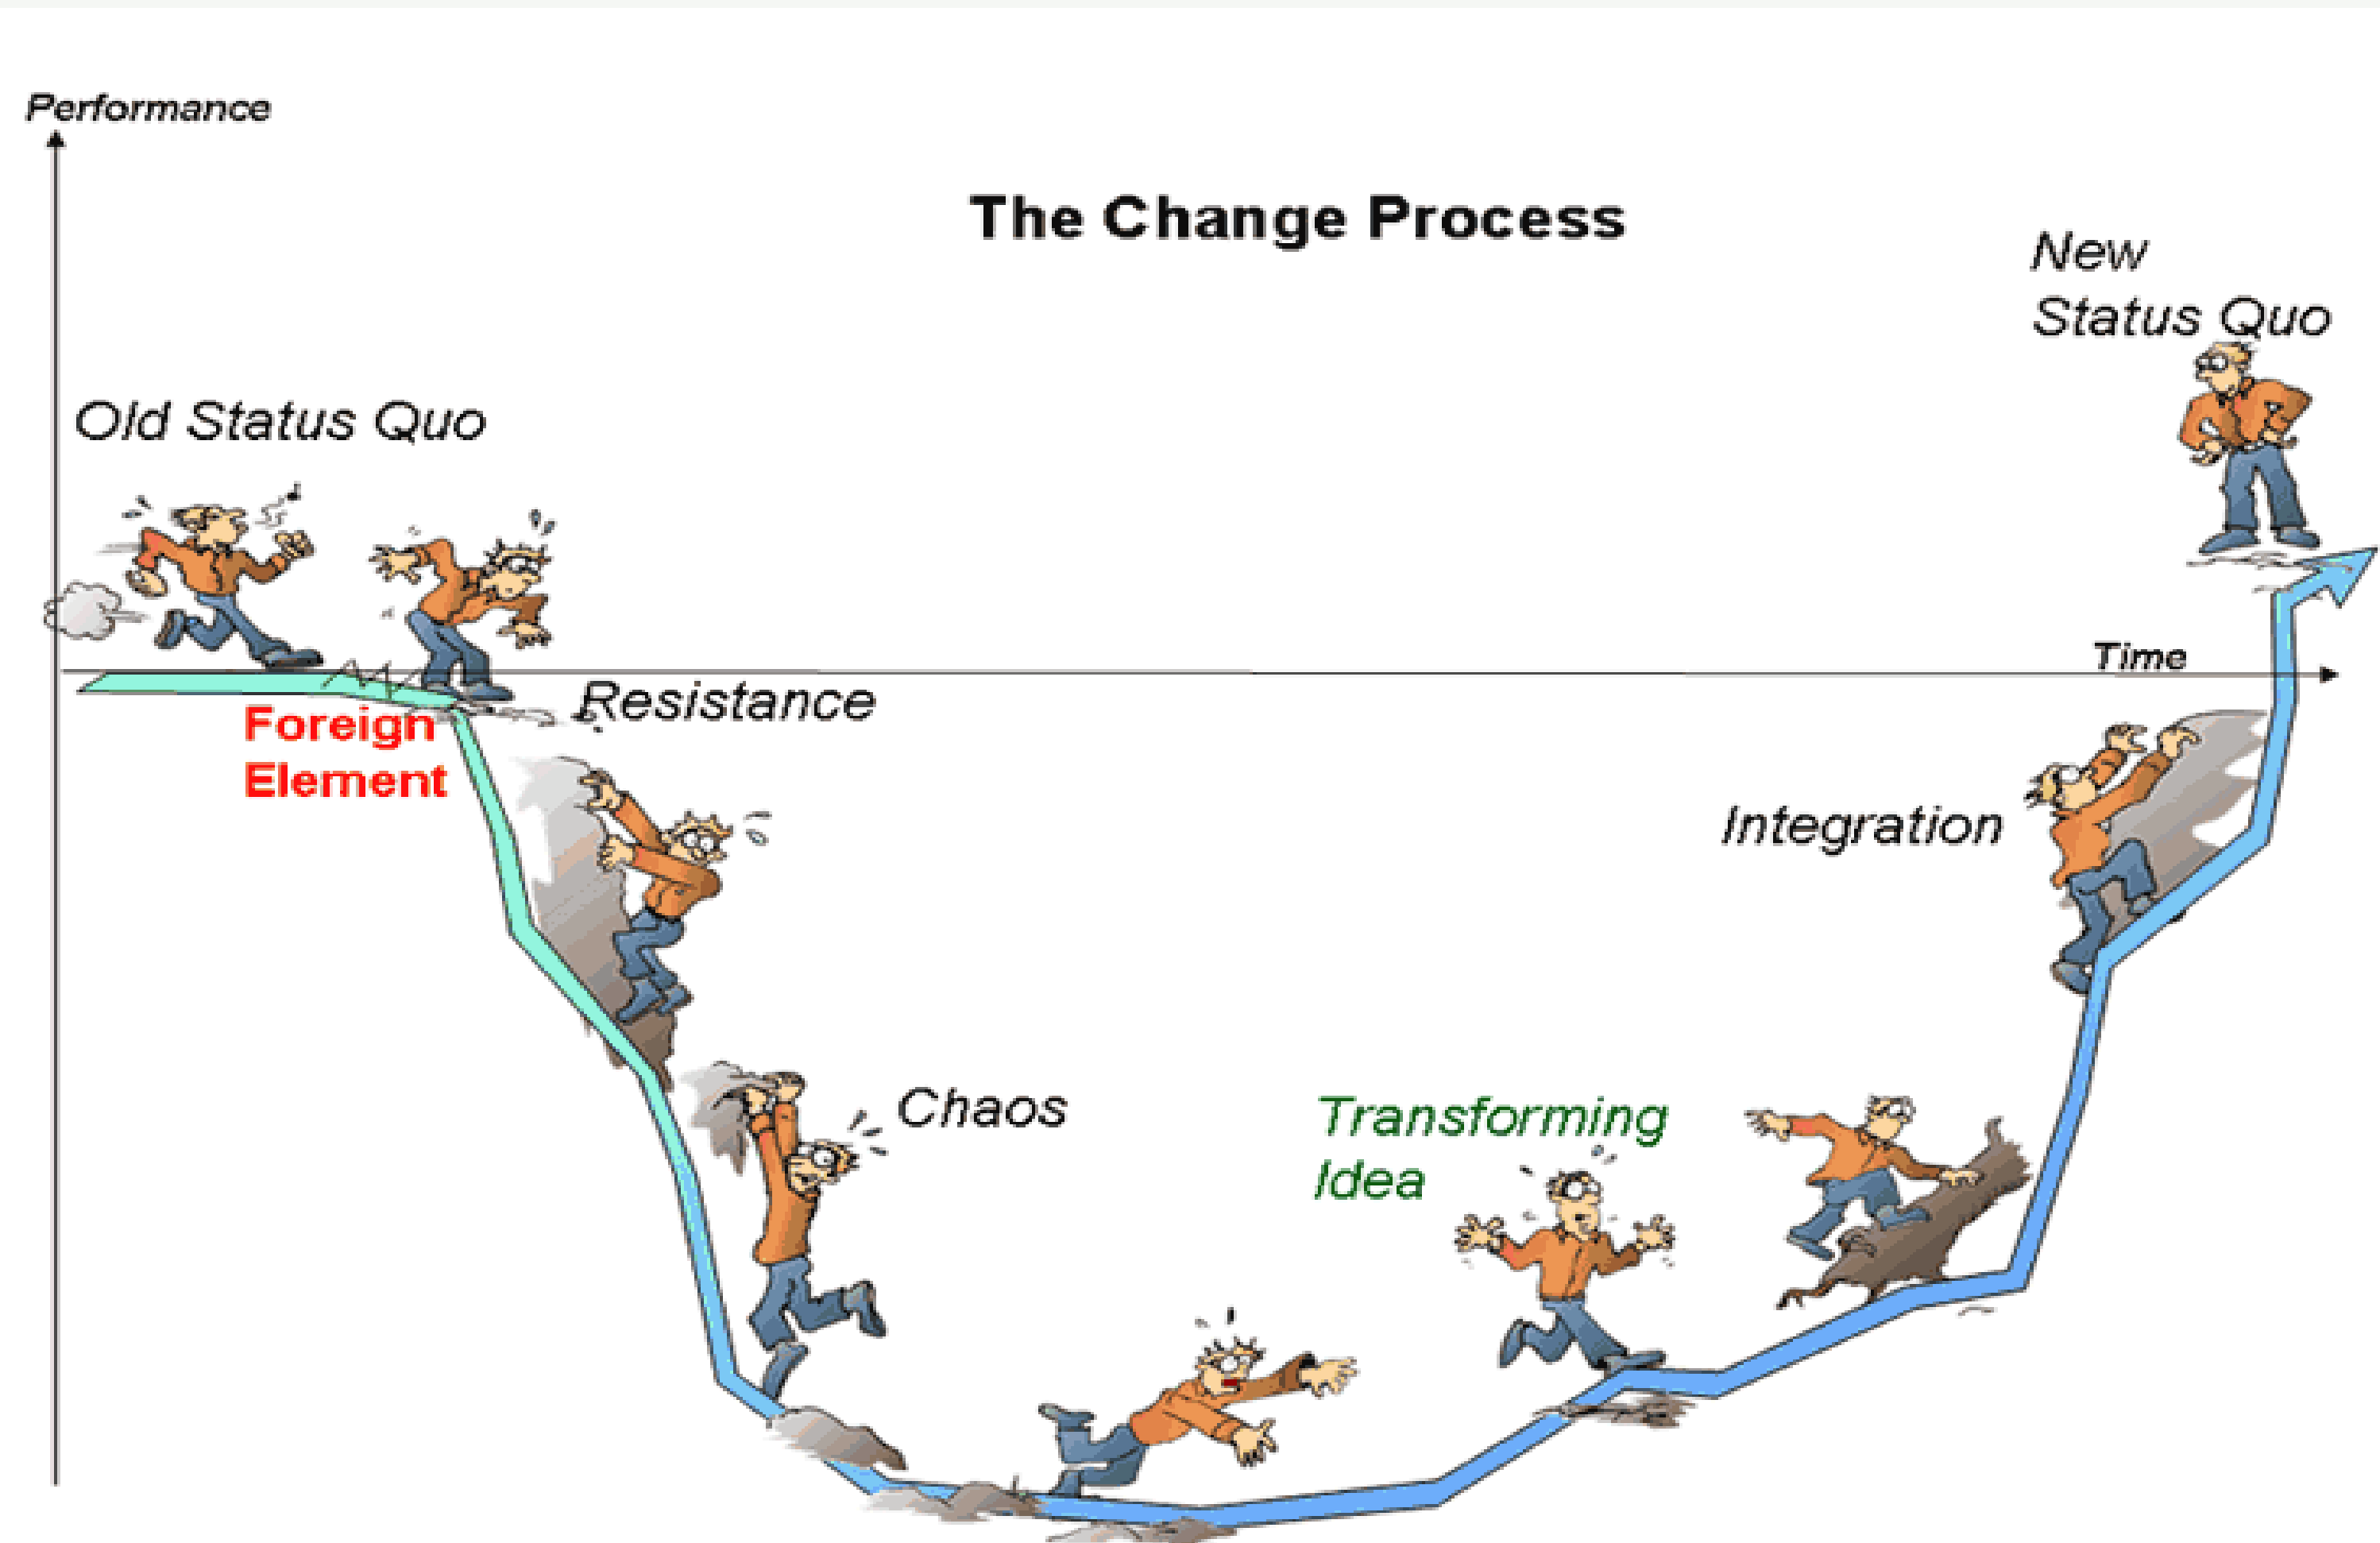 Performance
The Change Process
New
Status Quo
Old Status Quo
Time
Resistance
Foreign
Element
Integration
Chaos
Transforming
Idea